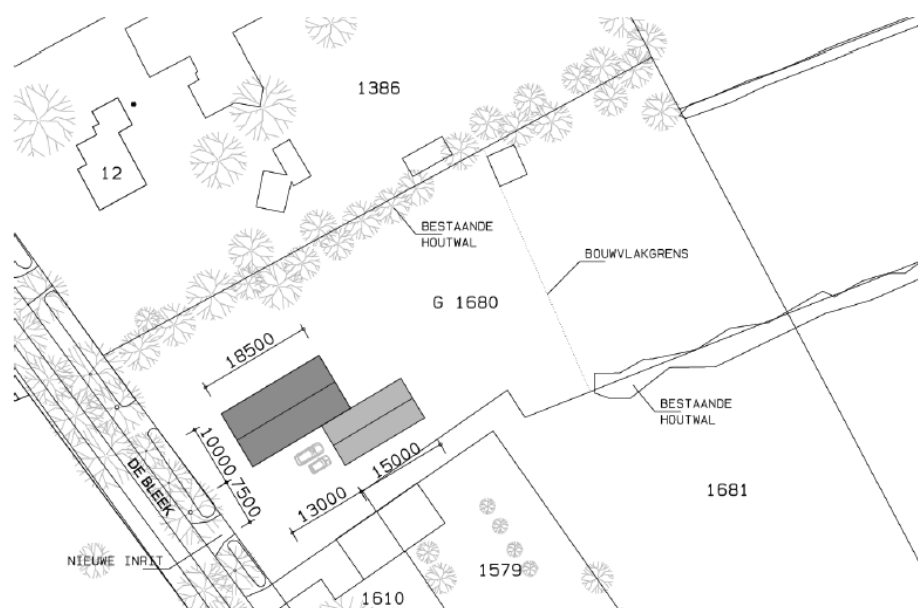 1386
12
BESTAANDE
HOUTWAL
BOUWVLAKGRENS
G 1680
18500
BESTAANDE
HOUTWAL
10000
7500
15000
13000
DE BLEEK
1681
NIEUWE INRIT
1579
1610